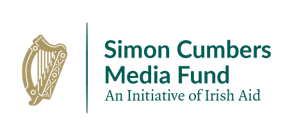 Simon Cumbers
Media Fund
An Initiative of Irish Aid